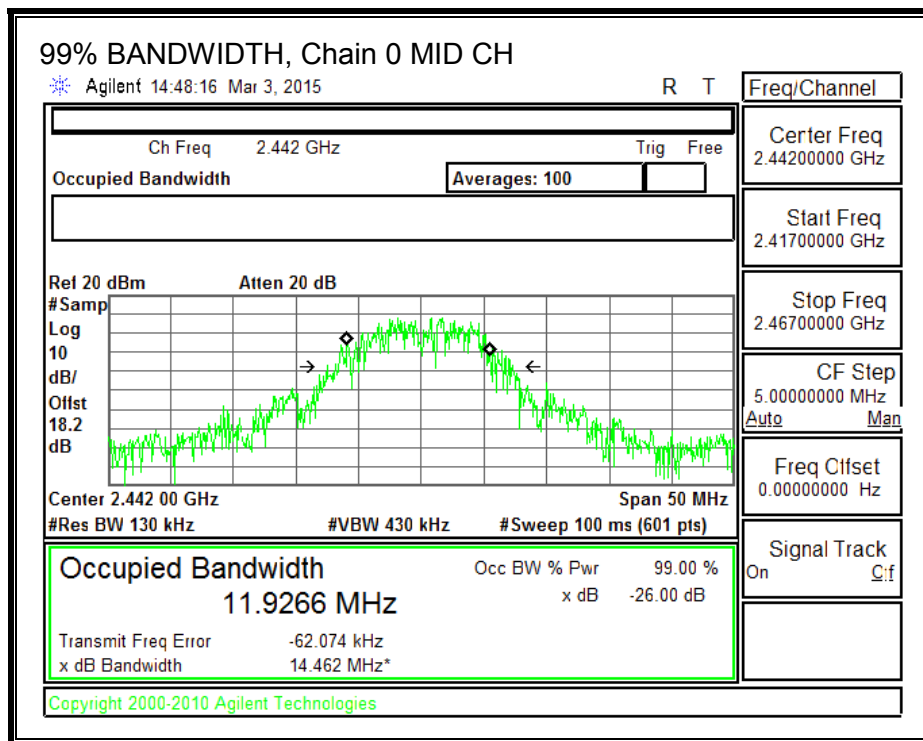 99% BANDWIDTH, Chain 0 MID CH
Agilent 14:48:16 Mar 3, 2015 R T
Freq/Channel
Ch Freq 2.442 GHz Trig Free
Occupied Bandwidth Averages: 100
Center Freq
2.44200000 GHz
Start Freq
2.41700000 GHz
Stop Freq
2.46700000 GHz
CF Step
5.00000000 MHz
Auto Man
Freq Offset
0.00000000 Hz
Signal Track
On Off
Ref 20 dBm Atten 20 dB
#Samp
Log
10
dB/
Offst
18.2
dB
Center 2.442 00 GHz Span 50 MHz
#Res BW 130 kHz #VBW 430 kHz #Sweep 100 ms (601 pts)
Occupied Bandwidth Occ BW % Pwr 99.00 %
11.9266 MHz x dB -26.00 dB
Transmit Freq Error -62.074 kHz
x dB Bandwidth 14.462 MHz*
Copyright 2000-2010 Agilent Technologies